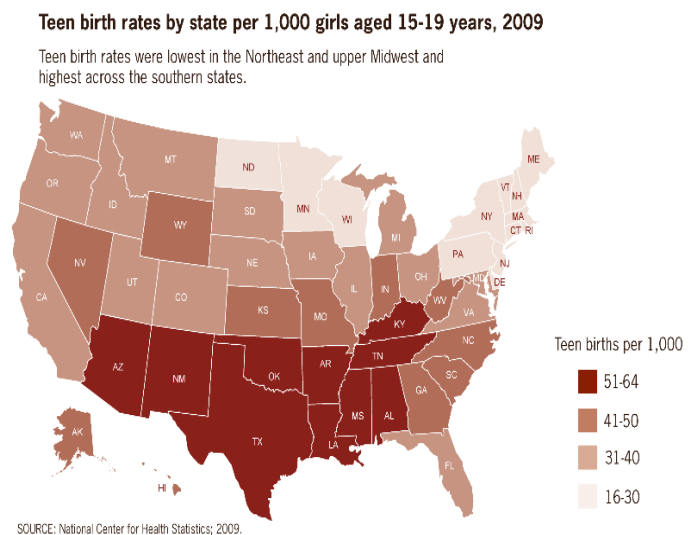 Teen birth rates by state per 1,000 girls aged 15-19 years, 2009
Teen birth rates were lowest in the Northeast and upper Midwest and
highest across the southern states.
WA
MT
ND
MN
ME
OR
ID
SD
WI
VT
NH
WY
MI
NY
MA
CT RI
NV
NE
IA
PA
NJ
CA
UT
CO
IL
IN
OH
MD
DE
KS
MO
WV
VA
KY
AZ
NM
OK
AR
TN
NC
SC
TX
LA
MS
AL
GA
FL
AK
HI
Teen births per 1,000
51-64
41-50
31-40
16-30
SOURCE: National Center for Health Statistics; 2009.